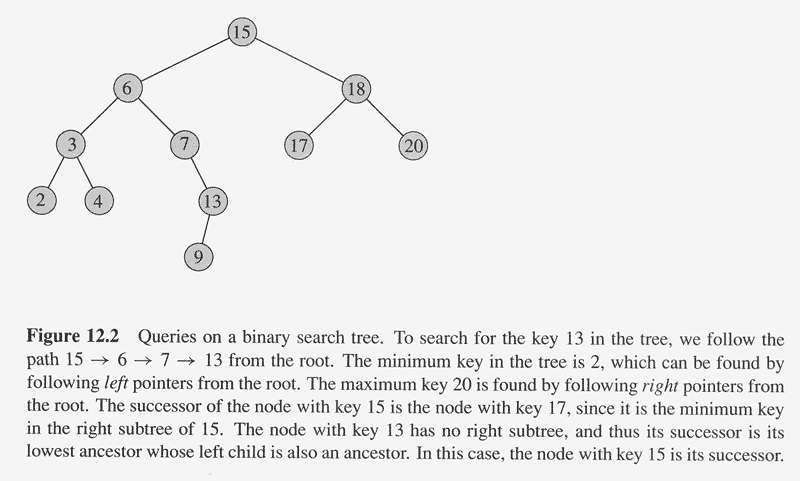 15
6
18
3
7
17
20
2
4
13
9
Figure 12.2 Queries on a binary search tree. To search for the key 13 in the tree, we follow the
path 15 → 6 → 7 → 13 from the root. The minimum key in the tree is 2, which can be found by
following left pointers from the root. The maximum key 20 is found by following right pointers from
the root. The successor of the node with key 15 is the node with key 17, since it is the minimum key
in the right subtree of 15. The node with key 13 has no right subtree, and thus its successor is its
lowest ancestor whose left child is also an ancestor. In this case, the node with key 15 is its successor.